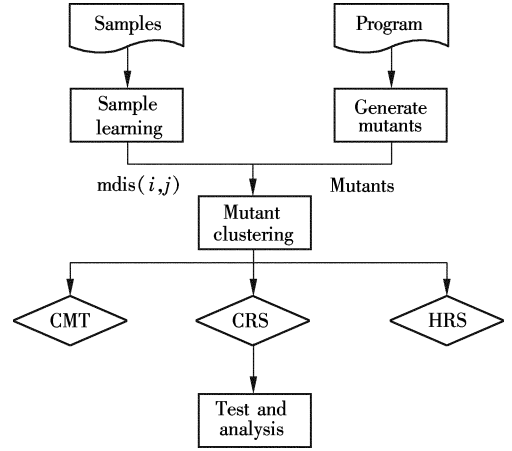 Samples
Program
Sample
learning
Generate
mutants
mdis(i,j)
Mutants
Mutant
clustering
CMT
CRS
HRS
Test and
analysis